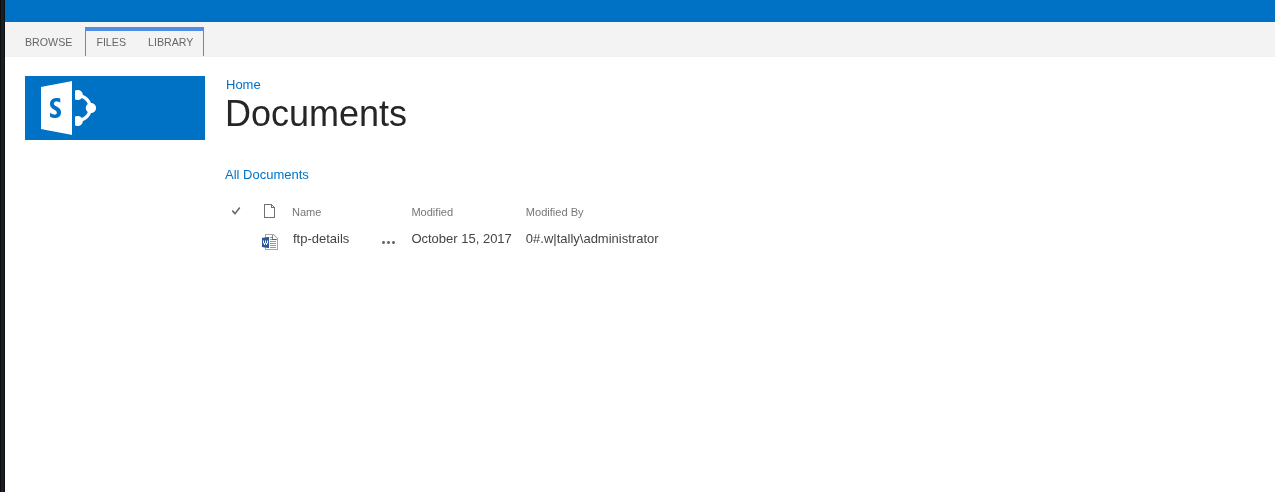 BROWSE FILES LIBRARY
S
Home
Documents
All Documents
Name Modified Modified By
ftp-details ... October 15, 2017 0#.w|tally\administrator